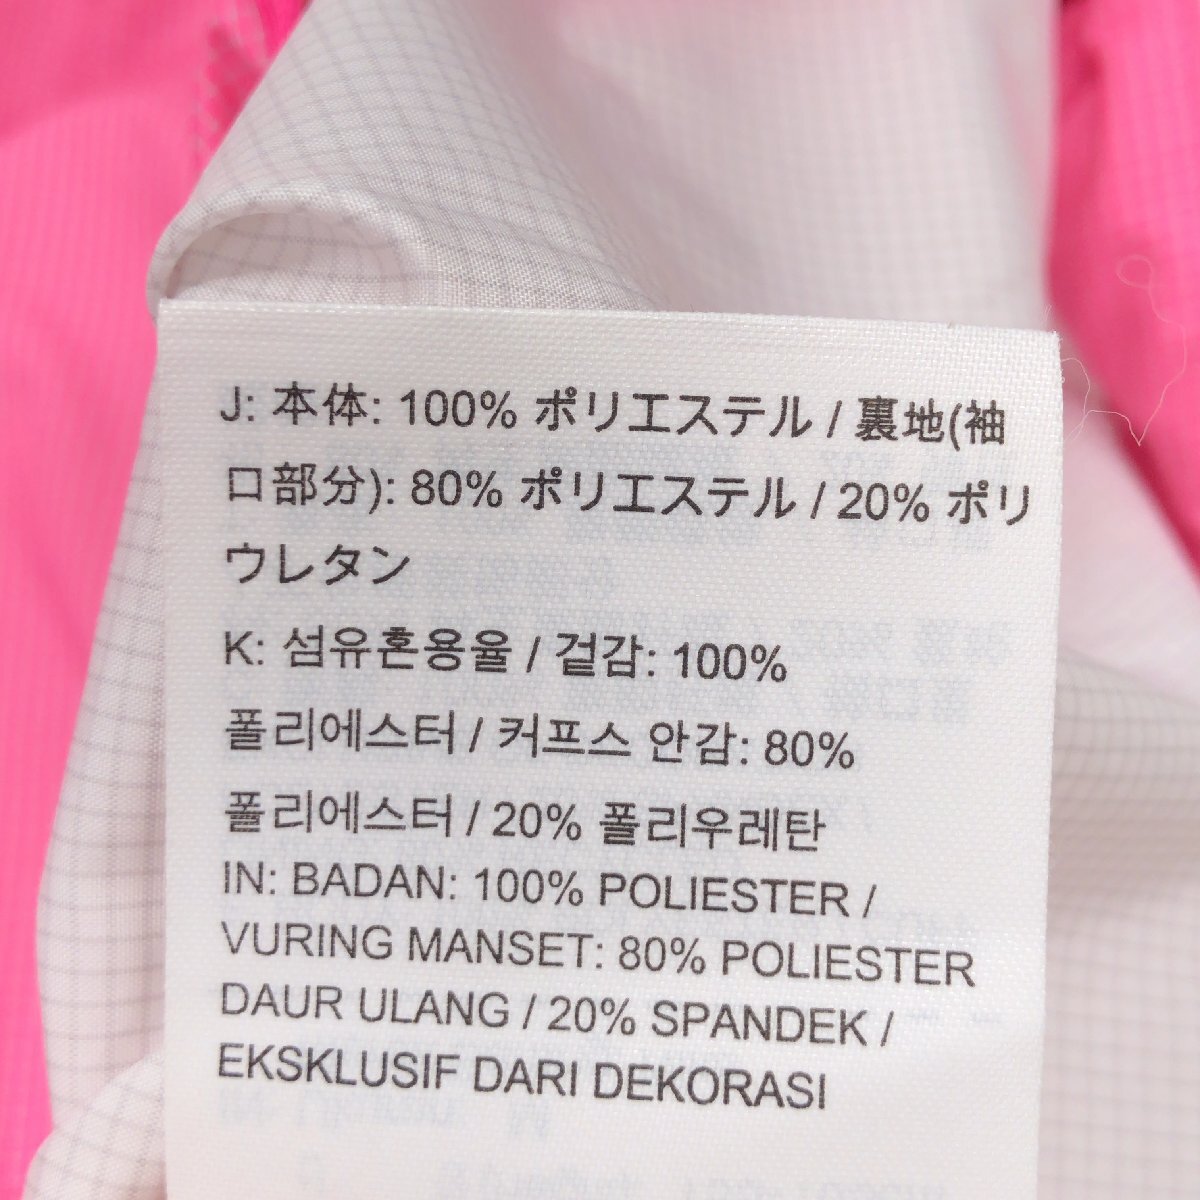 J: 本体: 100% ポリエステル / 裏地(袖
口部分): 80% ポリエステル / 20% ポリ
ウレタン
K: 섬유혼용율 / 겉감: 100%
폴리에스터 / 커프스 안감: 80%
폴리에스터 / 20% 폴리우레탄
IN: BADAN: 100% POLIESTER /
VURING MANSET: 80% POLIESTER
DAUR ULANG / 20% SPANDEK /
EKSKLUSIF DARI DEKORASI